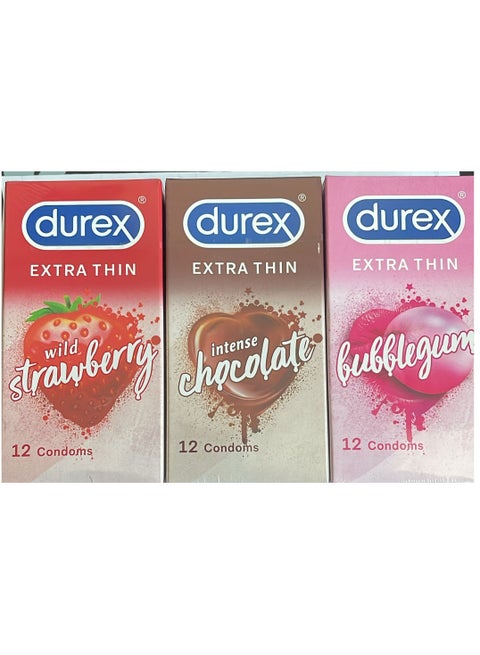 durex®
EXTRA THIN
wild
strawberry
12 Condoms
durex®
EXTRA THIN
intense
chocolate
12 Condoms
durex®
EXTRA THIN
bubblegum
12 Condoms